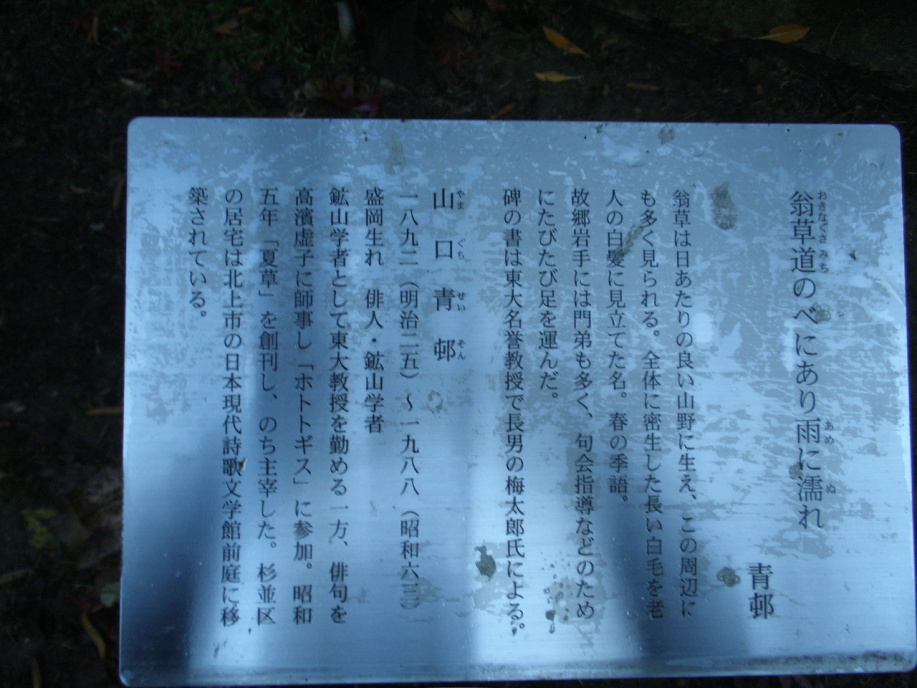 翁草道のべにあり雨に濡れ
青邨
翁草は日あたりの良い山野に生え、この周辺に
も多く見られる。全体に密生した長い白毛を老
人の白髪に見立てた名。春の季語。
故郷岩手には門弟も多く、句会指導などのため
にたびたび足を運んだ。
碑の書は東大名誉教授で長男の梅太郎氏による。
山口青邨
一八九二(明治二五)〜一九八八(昭和六三)
盛岡生れ 俳人・鉱山学者
鉱山学者として東大教授を勤める一方、俳句を
高濱虚子に師事し「ホトトギス」に参加。昭和
五年「夏草」を創刊し、のち主宰した。杉並区
の居宅は北上市の日本現代詩歌文学館前庭に移
築されている。